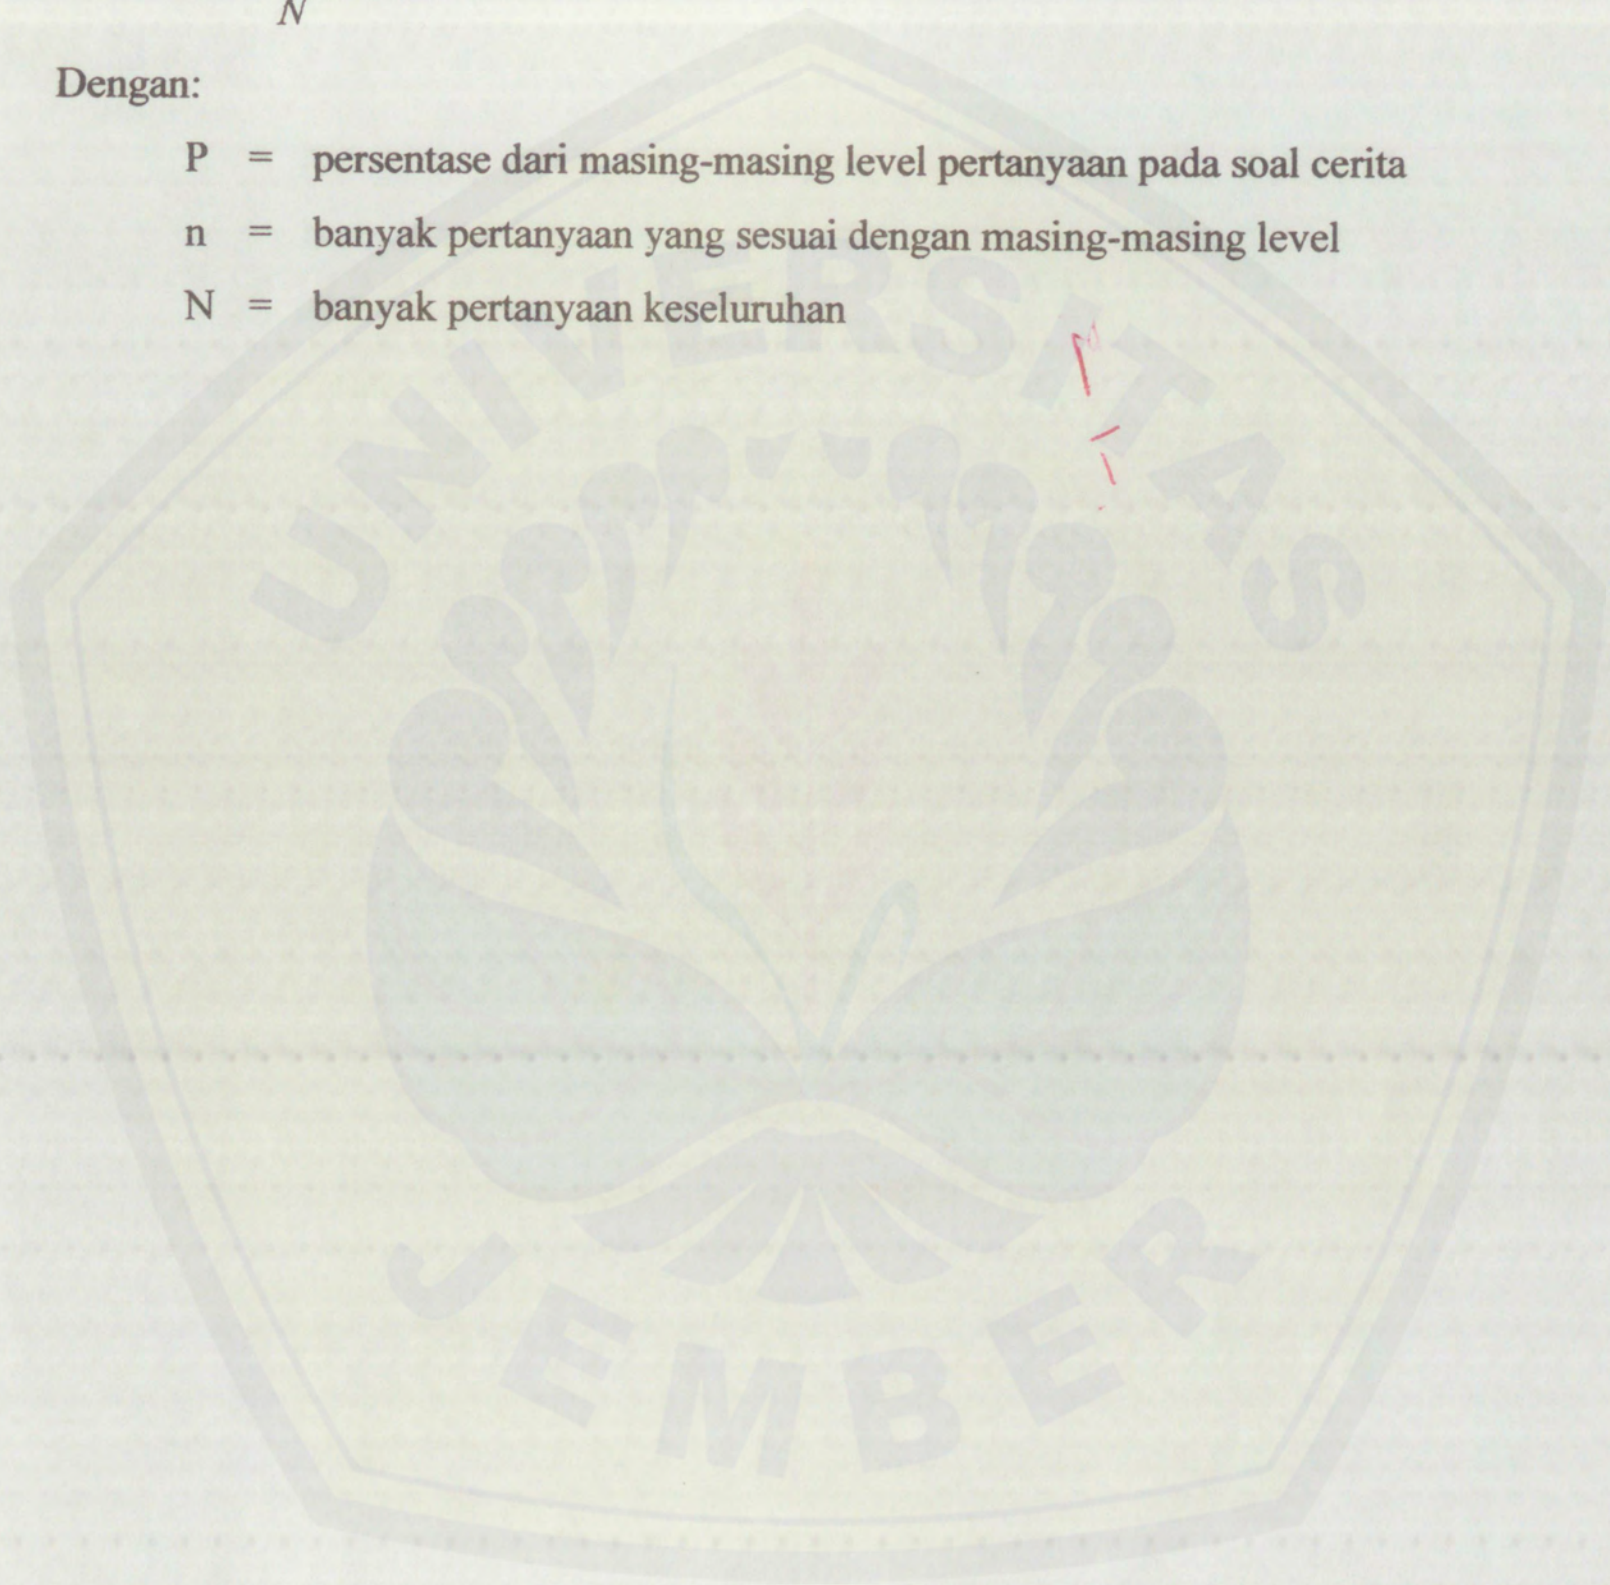 N
Dengan:
P = persentase dari masing-masing level pertanyaan pada soal cerita
n = banyak pertanyaan yang sesuai dengan masing-masing level
N = banyak pertanyaan keseluruhan
UNIVERSITAS
JEMBER